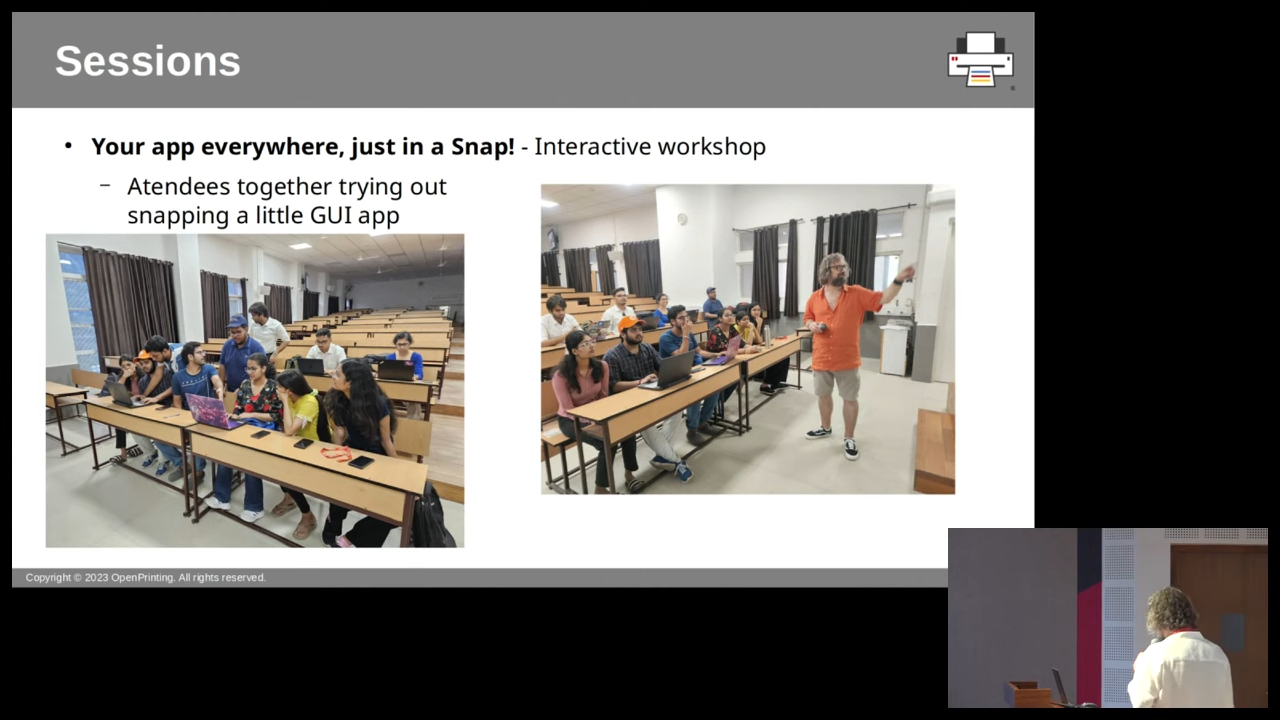 Sessions
• Your app everywhere, just in a Snap! - Interactive workshop
– Atendees together trying out
snapping a little GUI app
Copyright © 2023 OpenPrinting. All rights reserved.